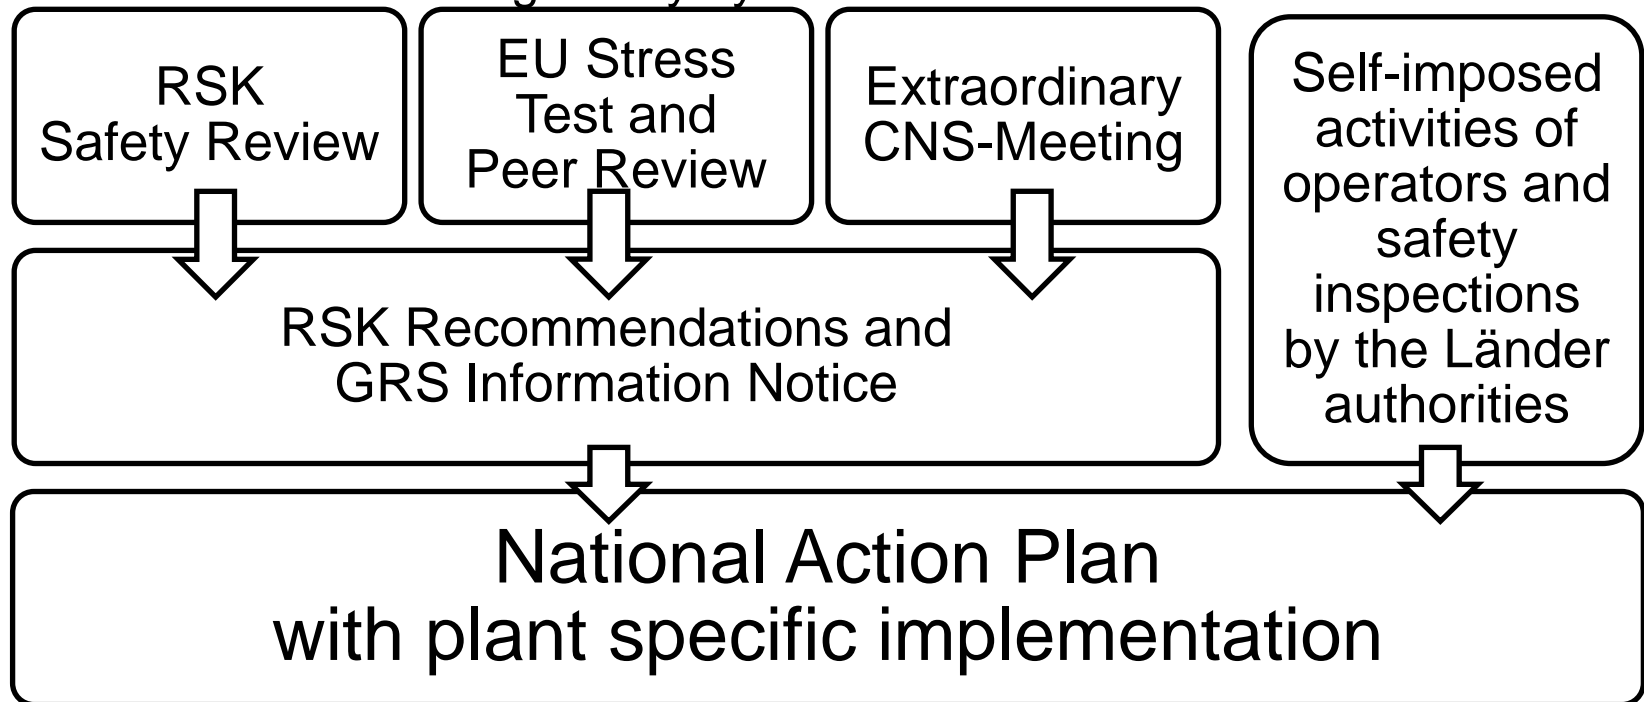 RSK
Safety Review
EU Stress
Test and
Peer Review
Extraordinary
CNS-Meeting
Self-imposed
activities of
operators and
safety
inspections
by the Länder
authorities
RSK Recommendations and
GRS Information Notice
National Action Plan
with plant specific implementation